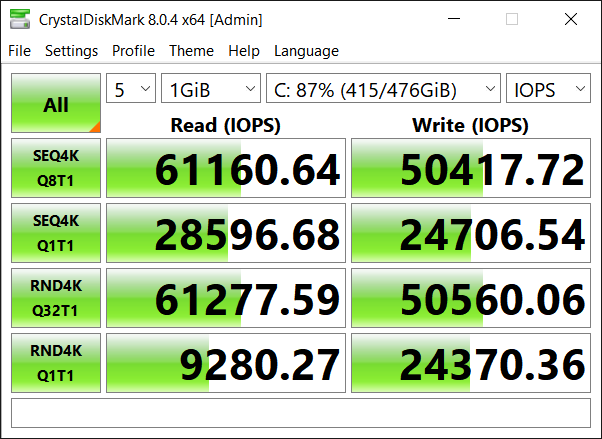 CrystalDiskMark 8.0.4 x64 [Admin]
File Settings Profile Theme Help Language
All 5 1GiB C: 87% (415/476GiB) IOPS
Read (IOPS) Write (IOPS)
SEQ4K
Q8T1
61160.64 50417.72
SEQ4K
Q1T1
28596.68 24706.54
RND4K
Q32T1
61277.59 50560.06
RND4K
Q1T1
9280.27 24370.36